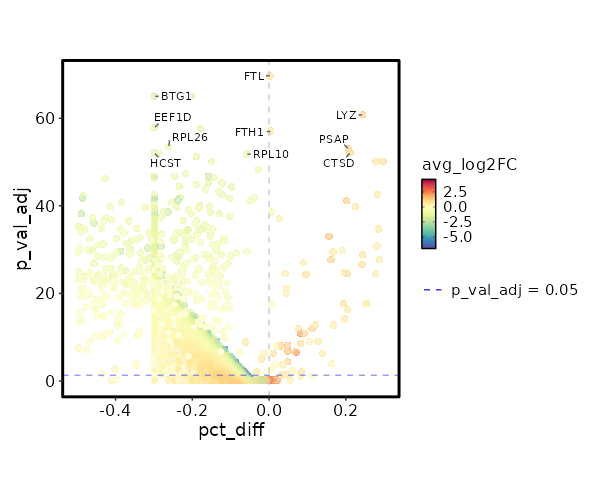 FTL
BTG1
LYZ
EEF1D
FTH1
RPL26
PSAP
HCST
RPL10
CTSD
60
40
20
0
p_val_adj
-0.4
-0.2
0.0
0.2
pct_diff
avg_log2FC
2.5
0.0
-2.5
-5.0
p_val_adj = 0.05